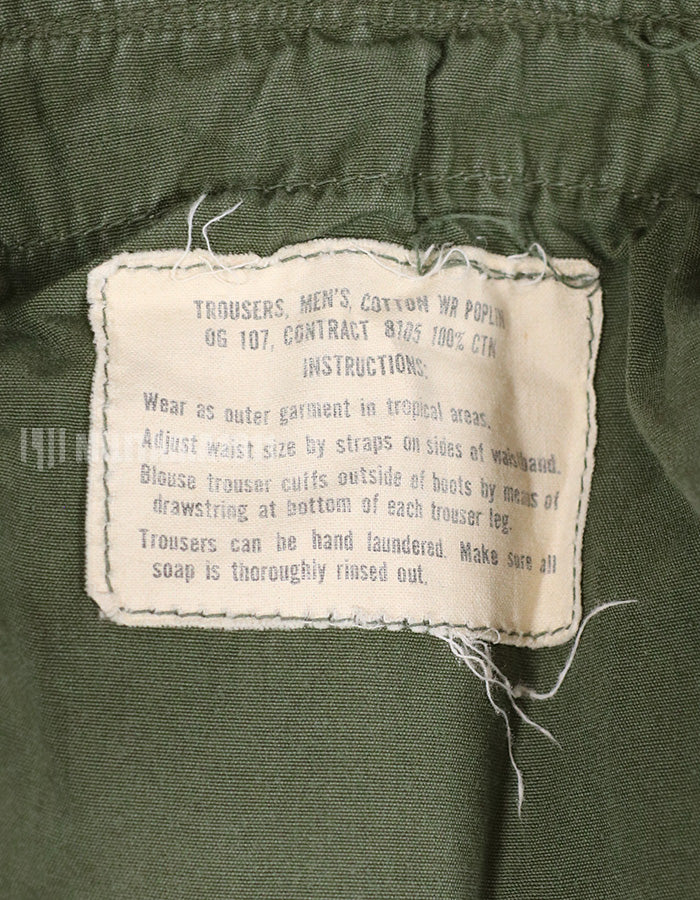 TROUSERS, MEN'S, COTTON WR POPLIN
OG 107, CONTRACT 8705 100% CTN
INSTRUCTIONS:
Wear as outer garment in tropical areas.
Adjust waist size by straps on sides of waistband.
Blouse trouser cuffs outside of boots by means of
drawstring at bottom of each trouser leg.
Trousers can be hand laundered. Make sure all
soap is thoroughly rinsed out.